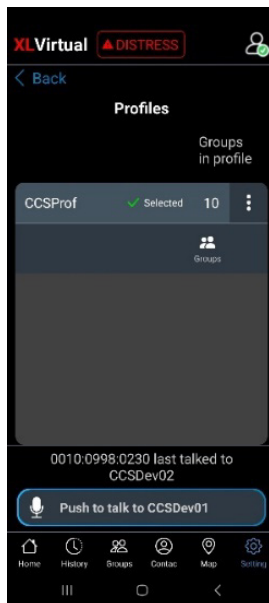 XLVirtual DISTRESS
Back
Profiles
Groups
in profile
CCSProf Selected 10
Groups
0010:0998:0230 last talked to
CCSDev02
Push to talk to CCSDev01
Home History Groups Contac Map Setting